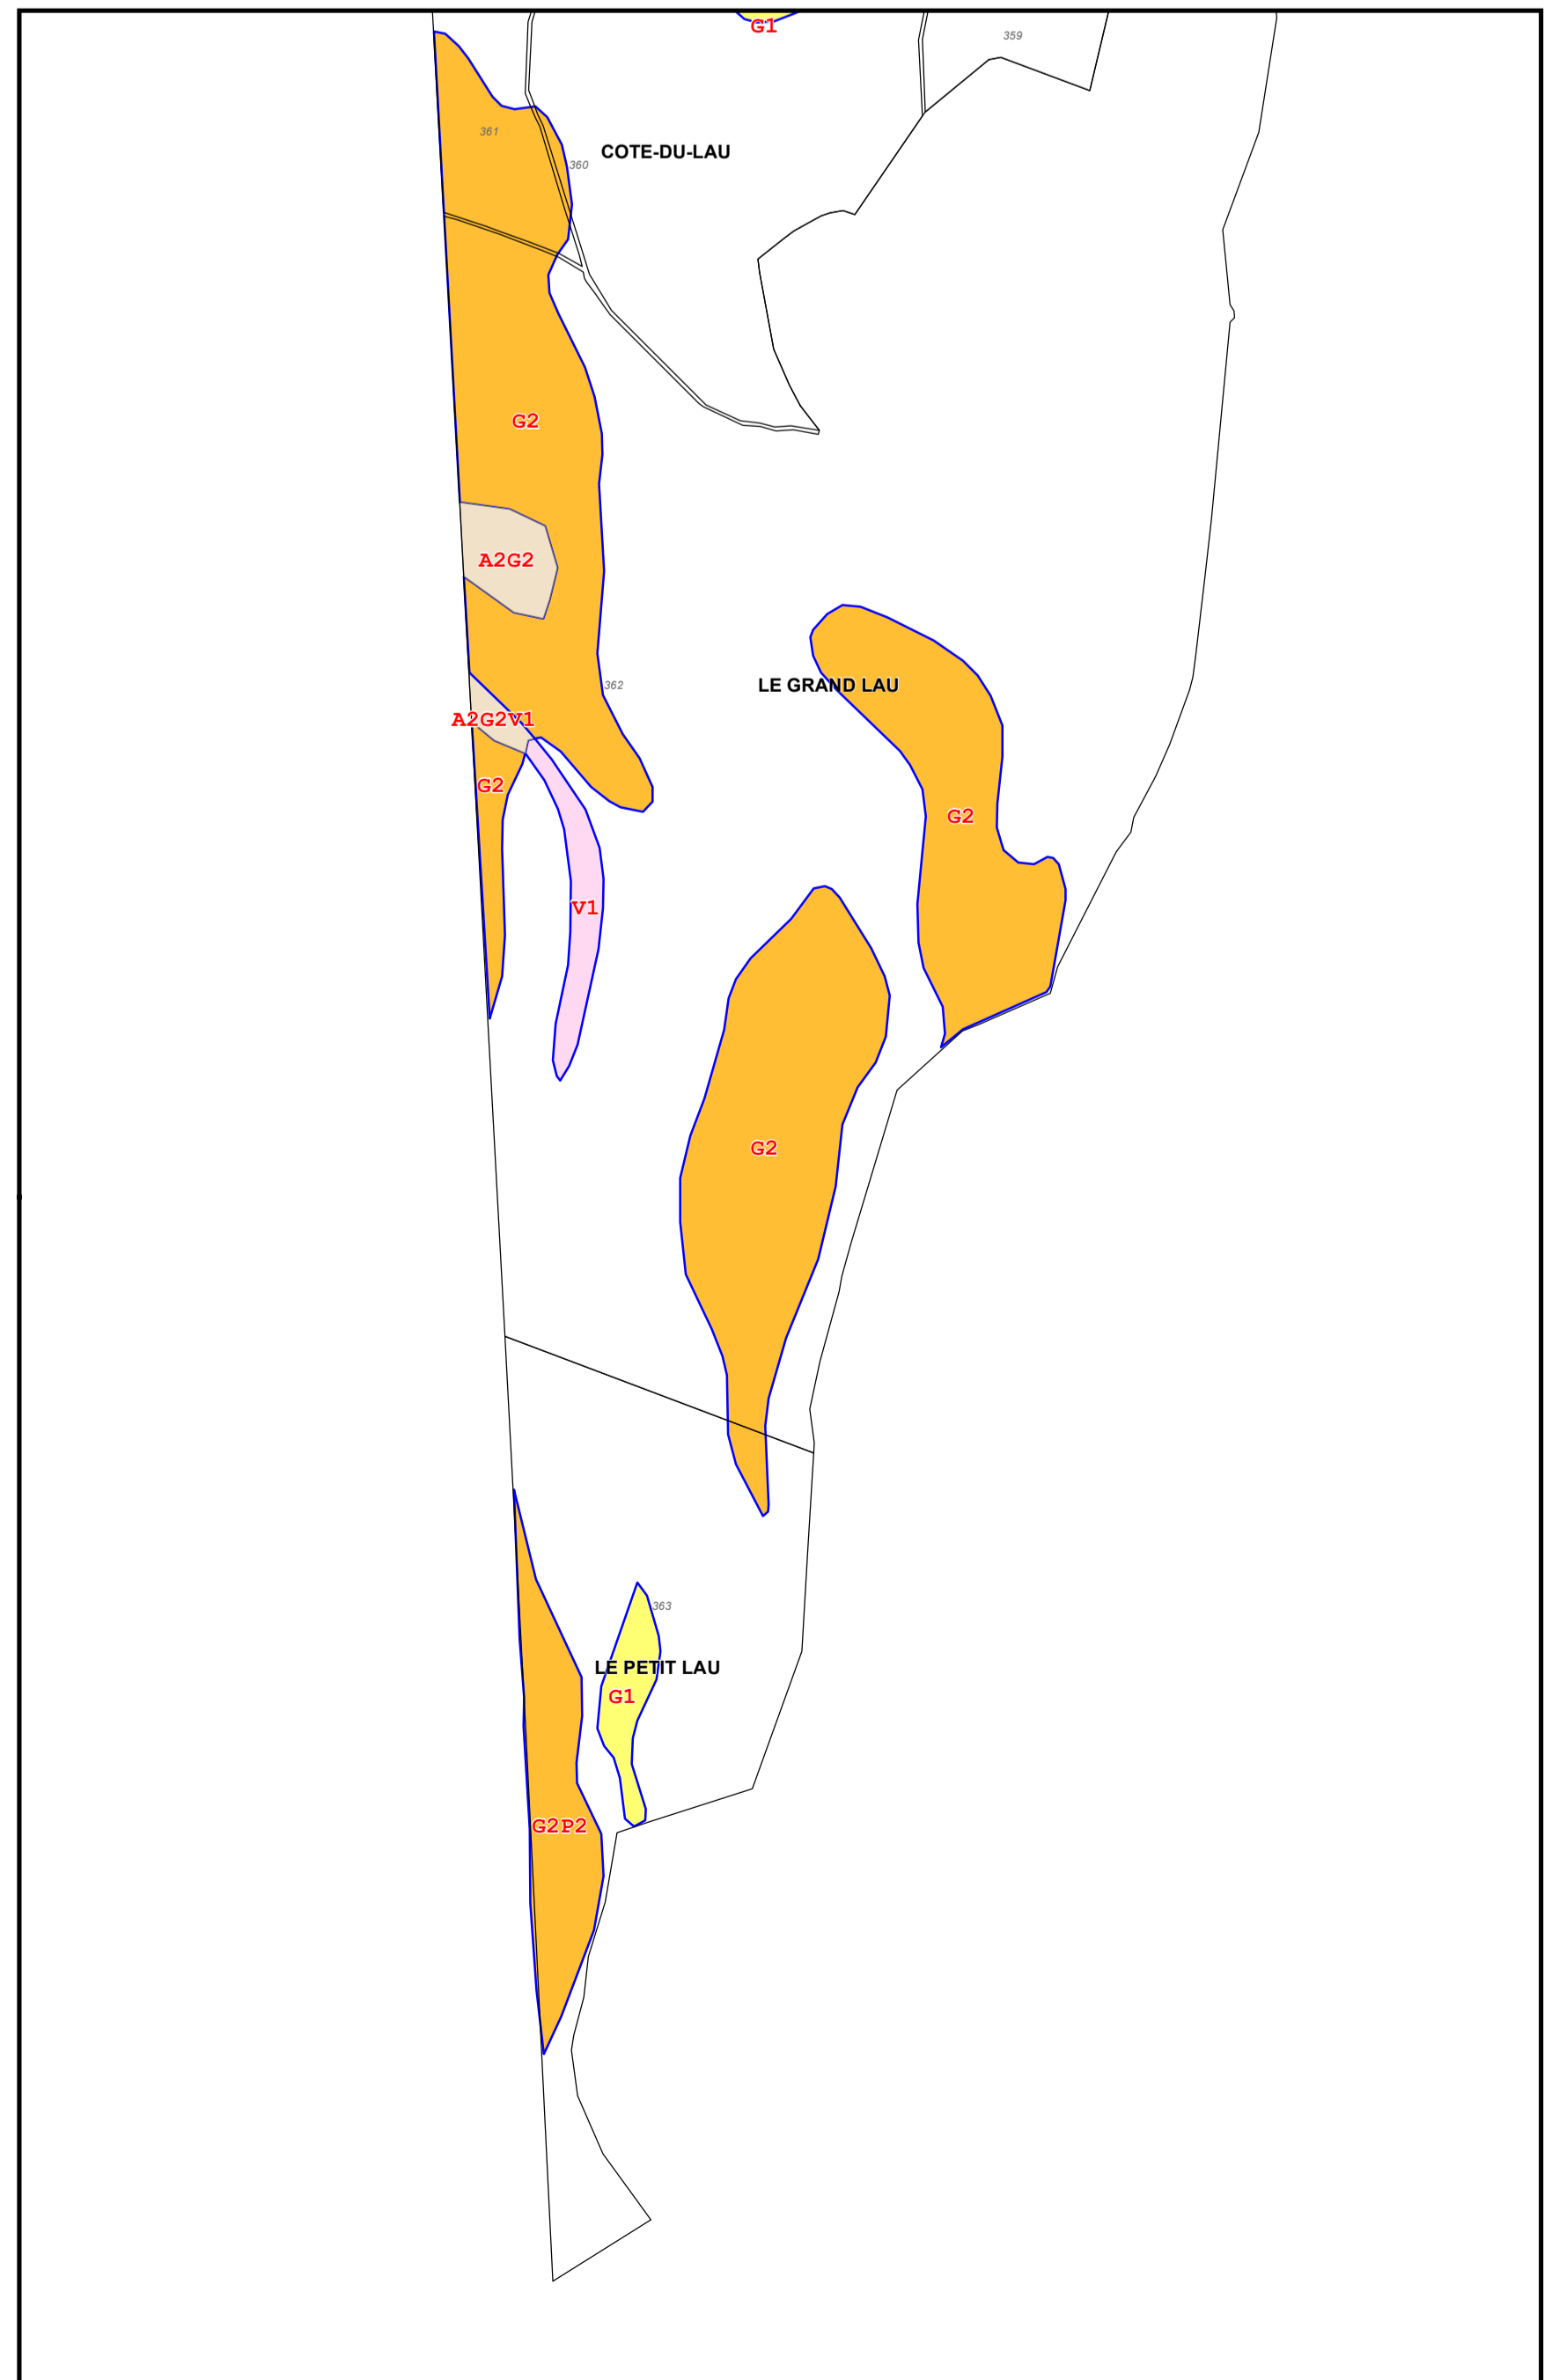 G1
359
361
COTE-DU-LAU
360
G2
A2G2
362
LE GRAND LAU
A2G2V1
G2
G2
V1
G2
363
LE PETIT LAU
G1
G2P2